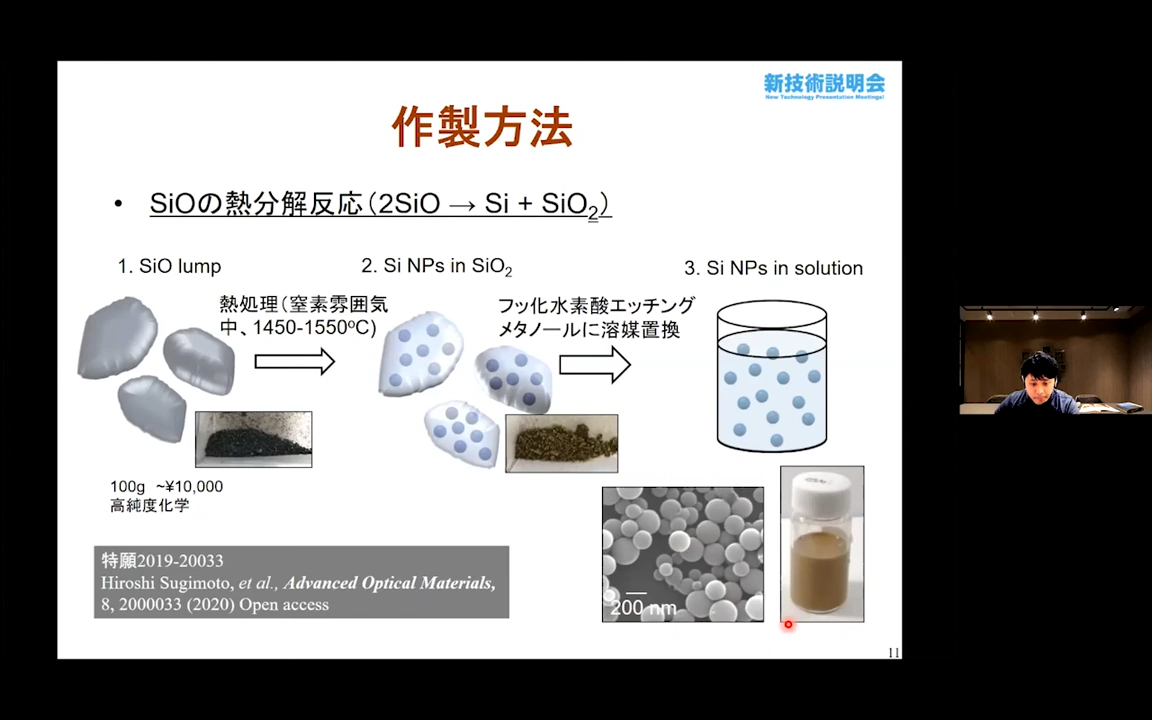 新技術説明会
New Technology Presentation Meetings!
作製方法
• SiOの熱分解反応（2SiO → Si + SiO₂）
1. SiO lump
2. Si NPs in SiO₂
3. Si NPs in solution
熱処理（窒素雰囲気
中、1450-1550ºC)
フッ化水素酸エッチング
メタノールに溶媒置換
100g ~¥10,000
高純度化学
特願2019-20033
Hiroshi Sugimoto, et al., Advanced Optical Materials,
8, 2000033 (2020) Open access
200 nm
11